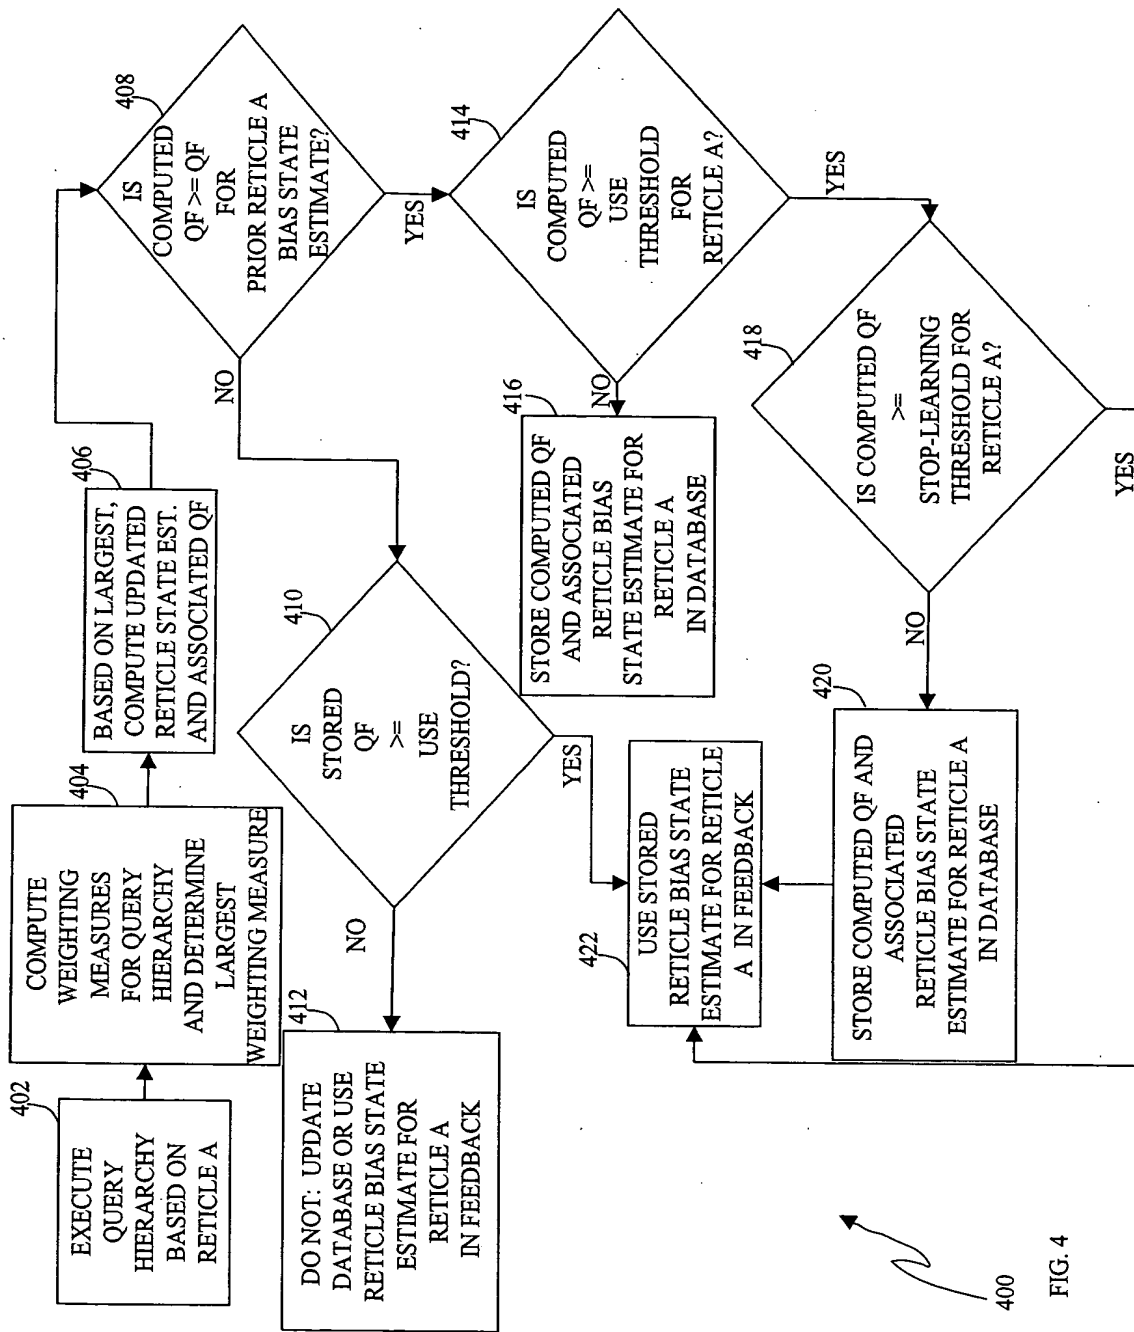 402
EXECUTE
QUERY
HIERARCHY
BASED ON
RETICLE A
404
COMPUTE
WEIGHTING
MEASURES
FOR QUERY
HIERARCHY
AND DETERMINE
LARGEST
WEIGHTING MEASURE
406
BASED ON LARGEST,
COMPUTE UPDATED
RETICLE STATE EST.
AND ASSOCIATED QF
408
IS
COMPUTED
QF >= QF
FOR
PRIOR RETICLE A
BIAS STATE
ESTIMATE?
NO
YES
410
IS
STORED
QF
>=
USE
THRESHOLD?
NO
YES
412
DO NOT: UPDATE
DATABASE OR USE
RETICLE BIAS STATE
ESTIMATE FOR
RETICLE A
IN FEEDBACK
414
IS
COMPUTED
QF >=
USE
THRESHOLD
FOR
RETICLE A?
NO
YES
416
STORE COMPUTED QF
AND ASSOCIATED
RETICLE BIAS
STATE ESTIMATE FOR
RETICLE A
IN DATABASE
418
IS COMPUTED QF
>=
STOP-LEARNING
THRESHOLD FOR
RETICLE A?
NO
YES
420
STORE COMPUTED QF AND
ASSOCIATED
RETICLE BIAS STATE
ESTIMATE FOR RETICLE A
IN DATABASE
422
USE STORED
RETICLE BIAS STATE
ESTIMATE FOR RETICLE
A IN FEEDBACK
400
FIG. 4